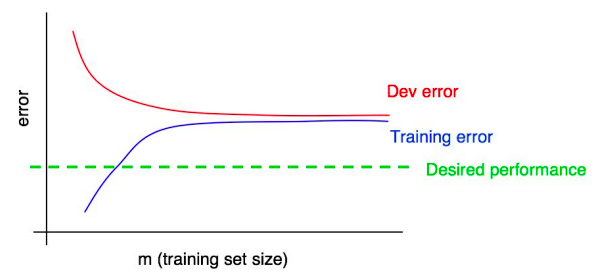 error
Dev error
Training error
Desired performance
m (training set size)